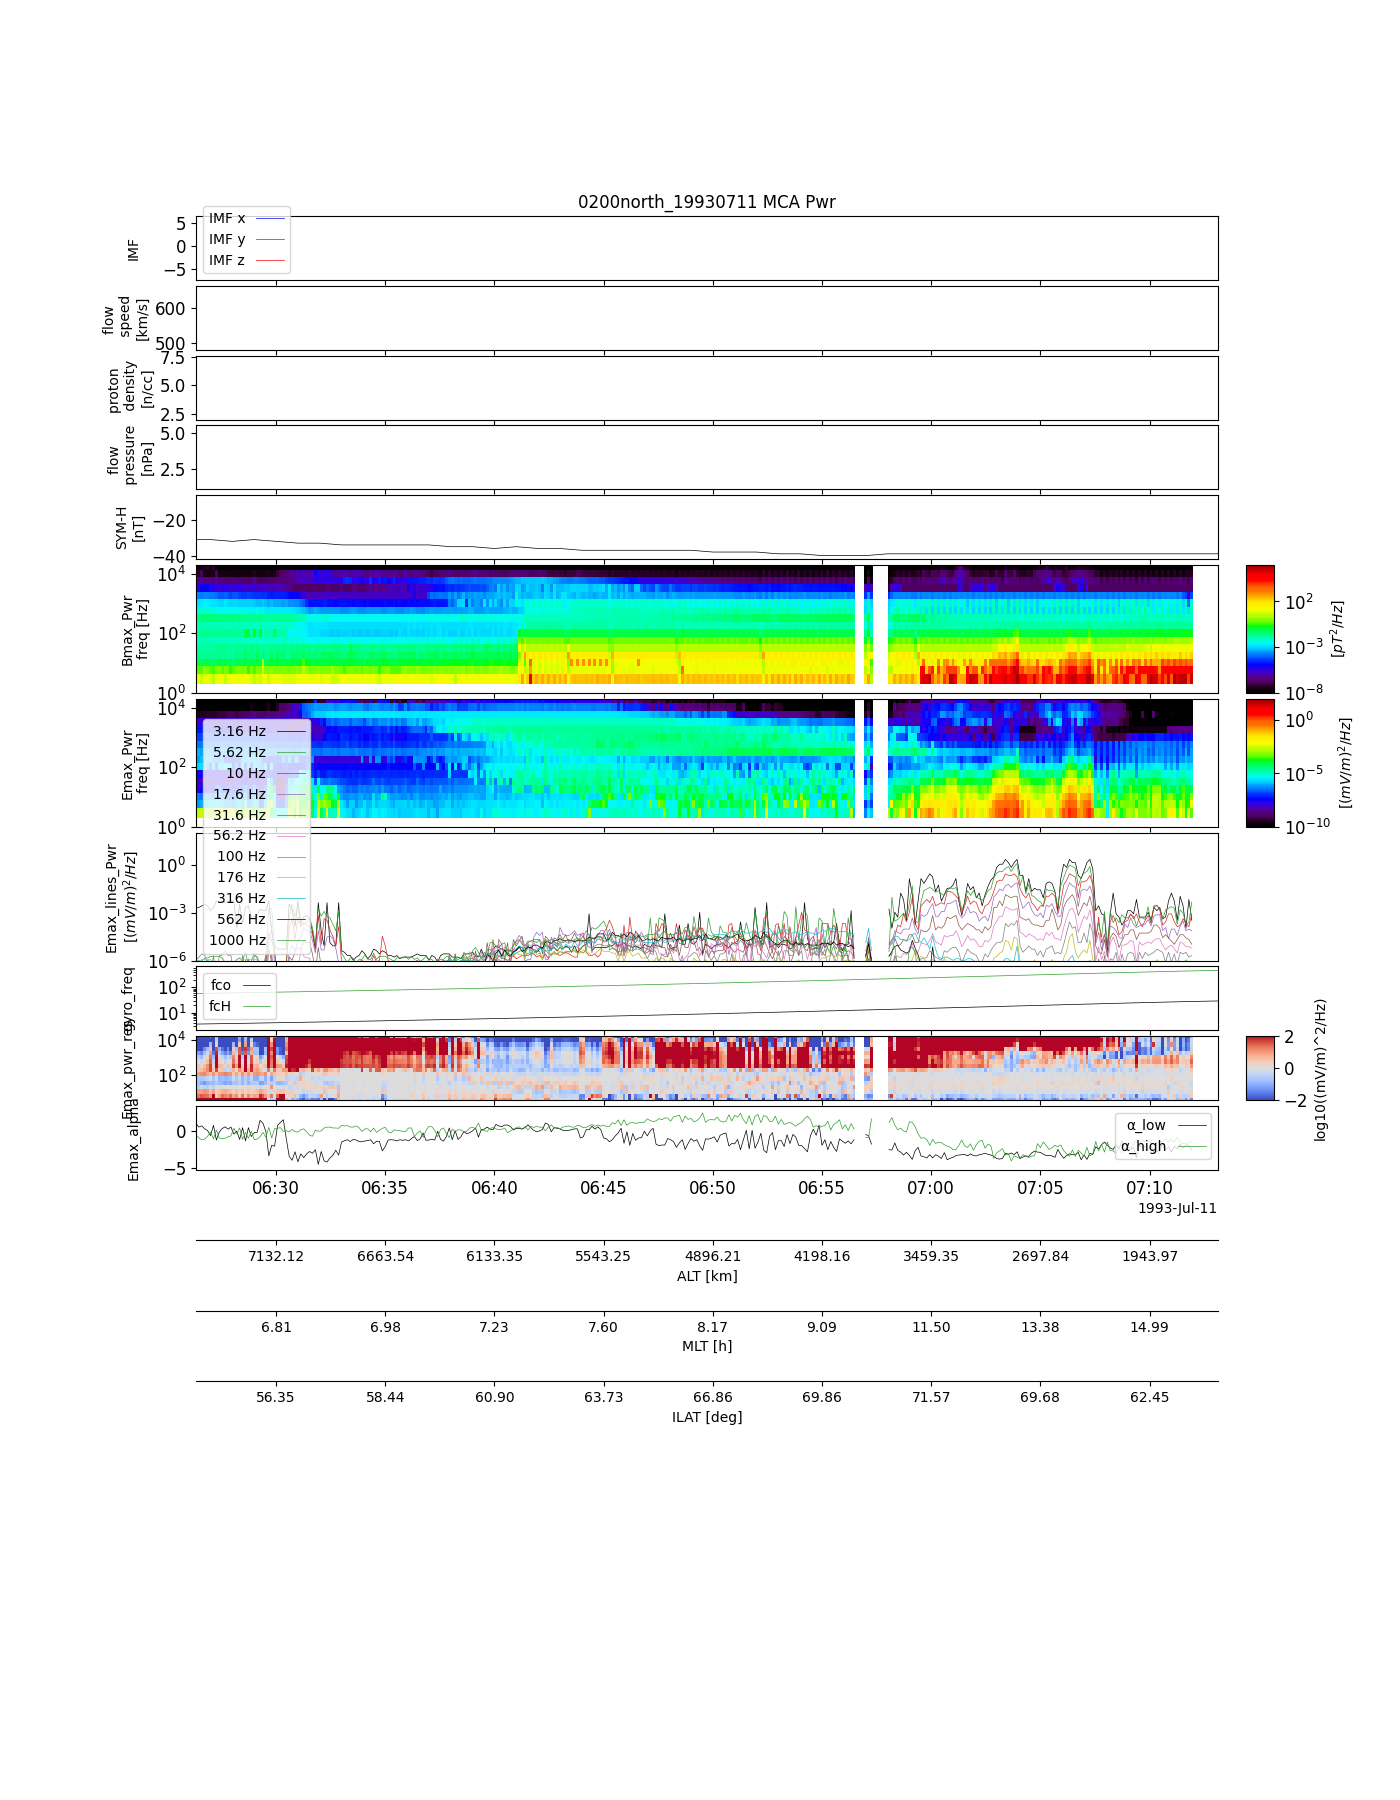 0200north_19930711 MCA Pwr
IMF
5
0
−5
IMF x
IMF y
IMF z
flow
speed
[km/s]
600
500
proton
density
[n/cc]
7.5
5.0
2.5
flow
pressure
[nPa]
5.0
2.5
SYM-H
[nT]
−20
−40
Bmax_Pwr
freq [Hz]
10^4
10^2
10^0
10^2
10^−3
10^−8
[pT^2/Hz]
Emax_Pwr
freq [Hz]
10^4
10^2
10^0
10^0
10^−5
10^−10
[(mV/m)^2/Hz]
3.16 Hz
5.62 Hz
10 Hz
17.6 Hz
31.6 Hz
56.2 Hz
100 Hz
176 Hz
316 Hz
562 Hz
1000 Hz
Emax_lines_Pwr
[(mV/m)^2/Hz]
10^0
10^−3
10^−6
gyro_freq
10^2
10^1
fco
fcH
10^4
10^2
2
0
−2
log10((mV/m)^2/Hz)
Emax_alpha
0
−5
α_low
α_high
06:30 06:35 06:40 06:45 06:50 06:55 07:00 07:05 07:10
1993-Jul-11
7132.12 6663.54 6133.35 5543.25 4896.21 4198.16 3459.35 2697.84 1943.97
ALT [km]
6.81 6.98 7.23 7.60 8.17 9.09 11.50 13.38 14.99
MLT [h]
56.35 58.44 60.90 63.73 66.86 69.86 71.57 69.68 62.45
ILAT [deg]